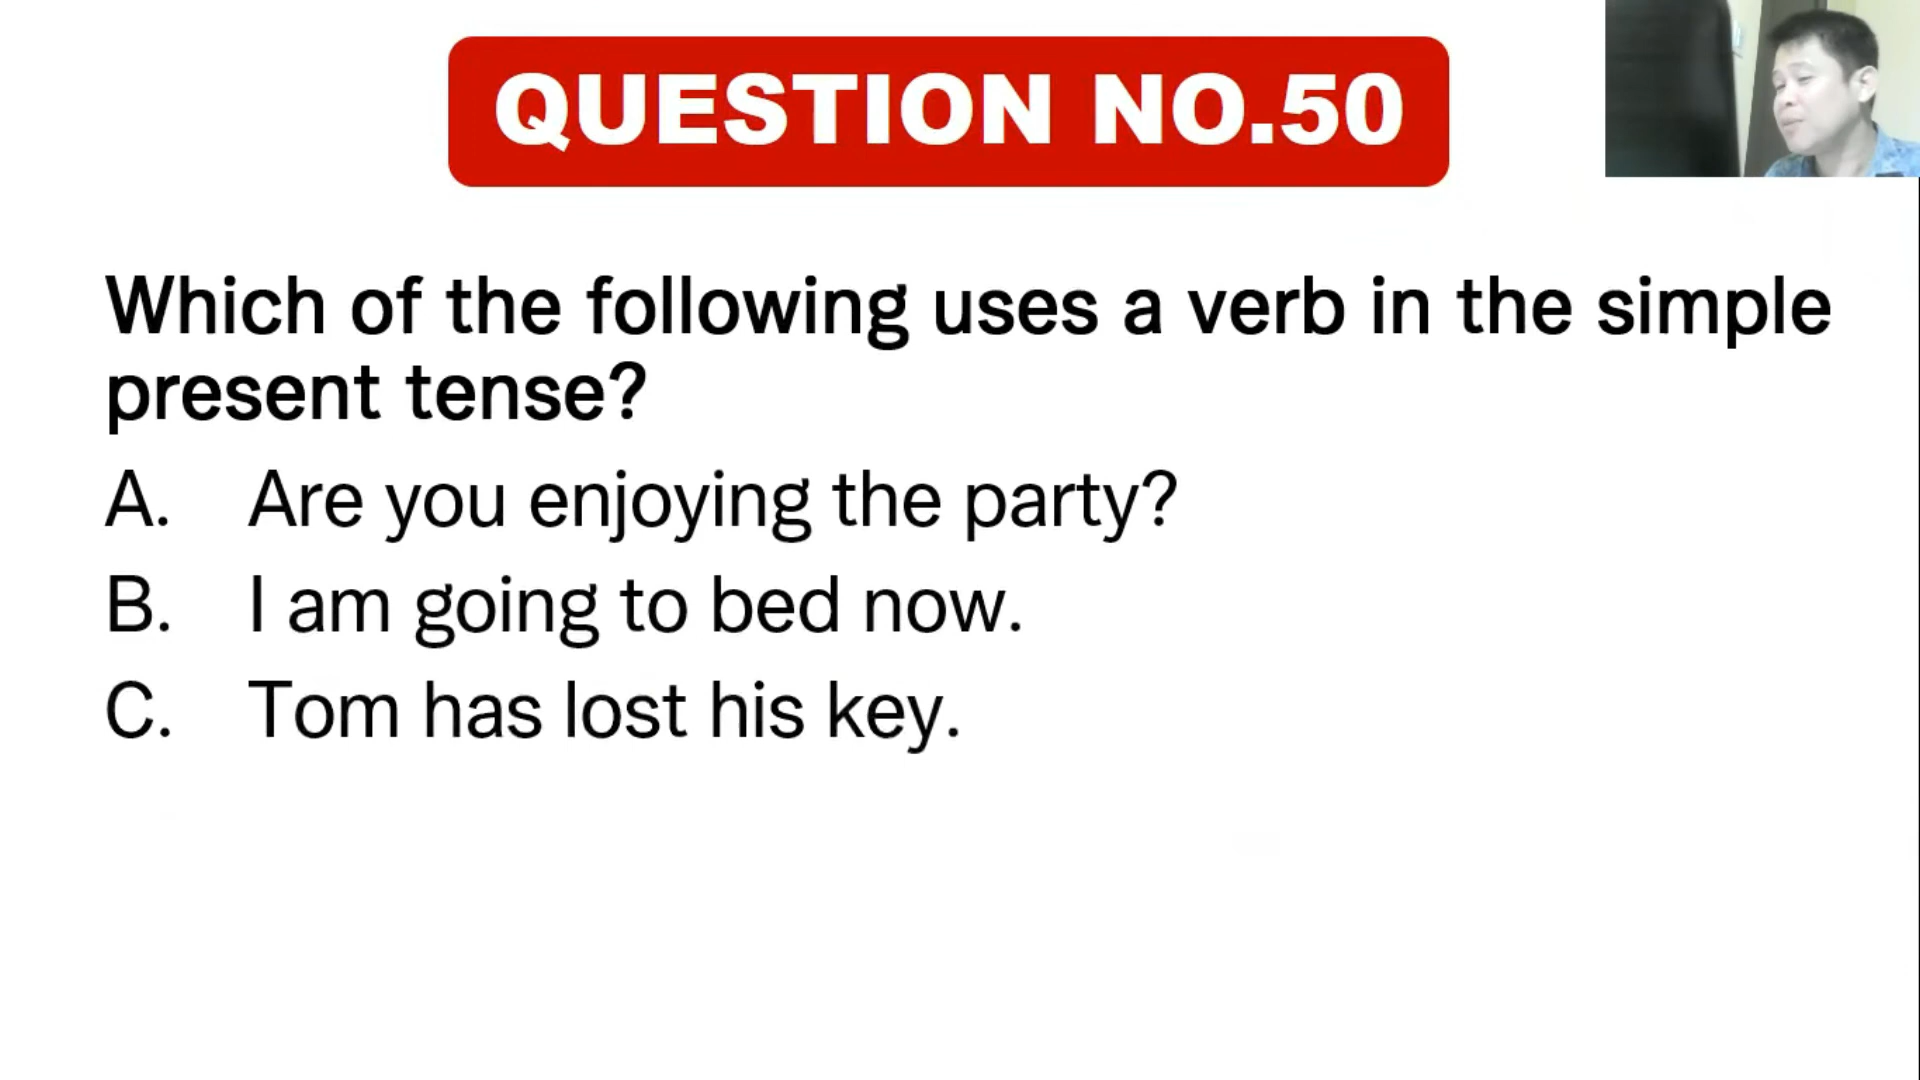 QUESTION NO.50
Which of the following uses a verb in the simple
present tense?
A. Are you enjoying the party?
B. I am going to bed now.
C. Tom has lost his key.